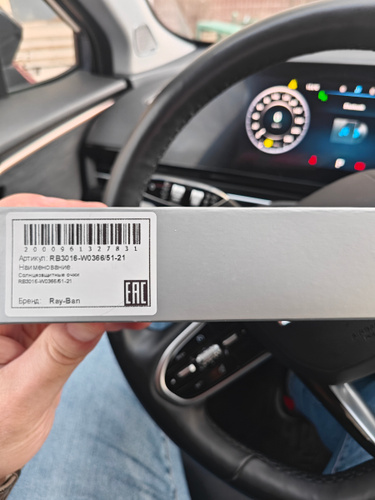 2000961327831
Артикул: RB3016-W0366/51-21
Наименование
Солнцезащитные очки
RB3016-W0366/51-21
Бренд: Ray-Ban
EAC